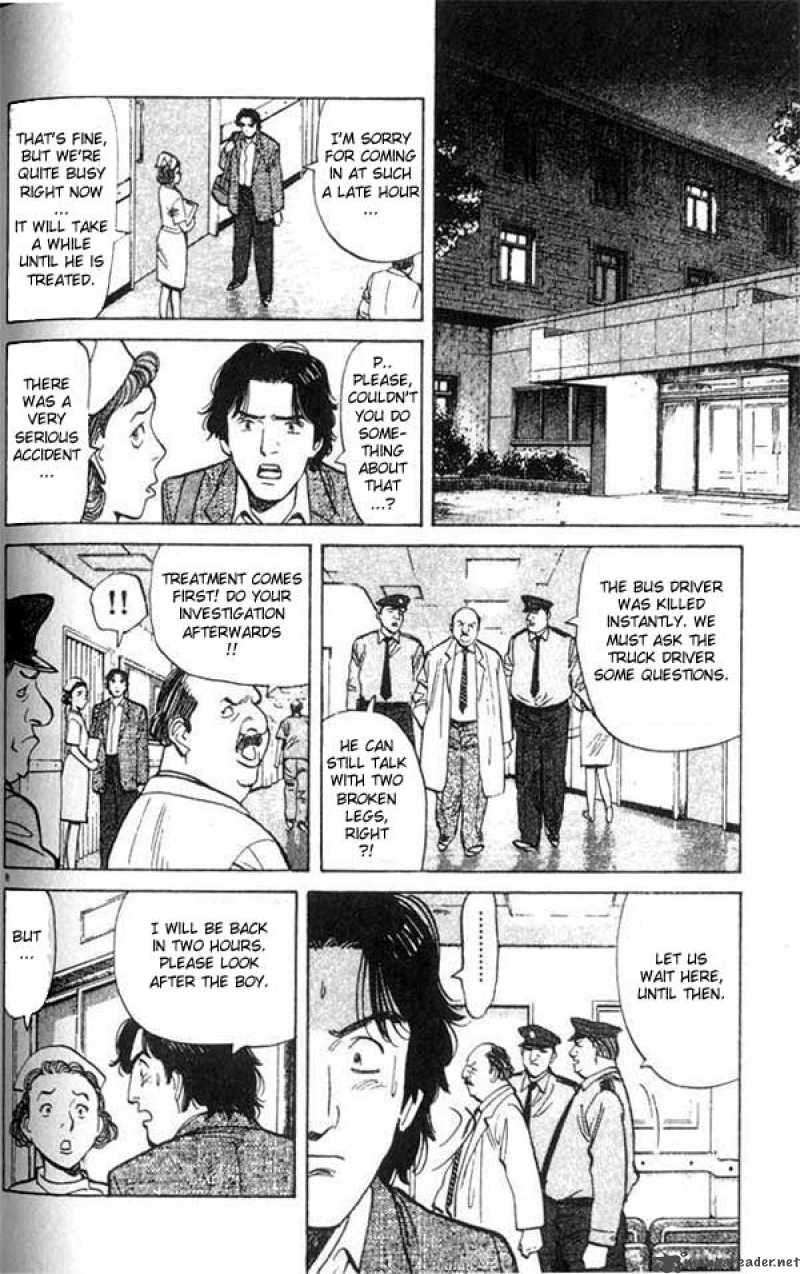 I'M SORRY
FOR COMING
IN AT SUCH
A LATE HOUR
...
THAT'S FINE,
BUT WE'RE
QUITE BUSY
RIGHT NOW
...
IT WILL TAKE
A WHILE
UNTIL HE IS
TREATED.
P..
PLEASE,
COULDN'T
YOU DO
SOME-
THING
ABOUT
THAT
...?
THERE
WAS A
VERY
SERIOUS
ACCIDENT
...
THE BUS DRIVER
WAS KILLED
INSTANTLY. WE
MUST ASK THE
TRUCK DRIVER
SOME QUESTIONS.
HE CAN
STILL TALK
WITH TWO
BROKEN
LEGS,
RIGHT
?!
TREATMENT COMES
FIRST! DO YOUR
INVESTIGATION
AFTERWARDS
!!
!!
LET US
WAIT HERE,
UNTIL THEN.
......
I WILL BE BACK
IN TWO HOURS.
PLEASE LOOK
AFTER THE BOY.
BUT
...